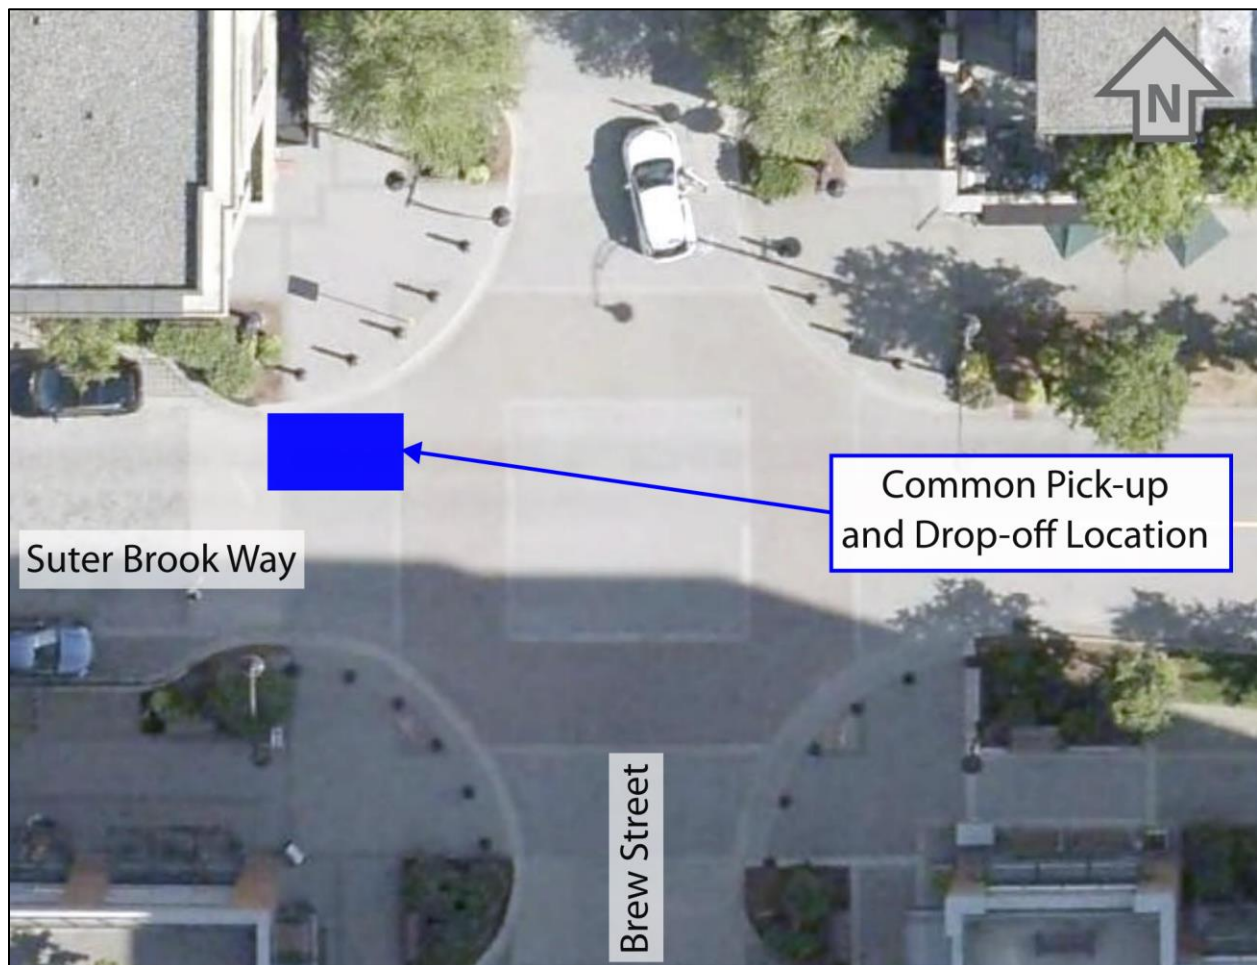 N
Common Pick-up
and Drop-off Location
Suter Brook Way
Brew Street